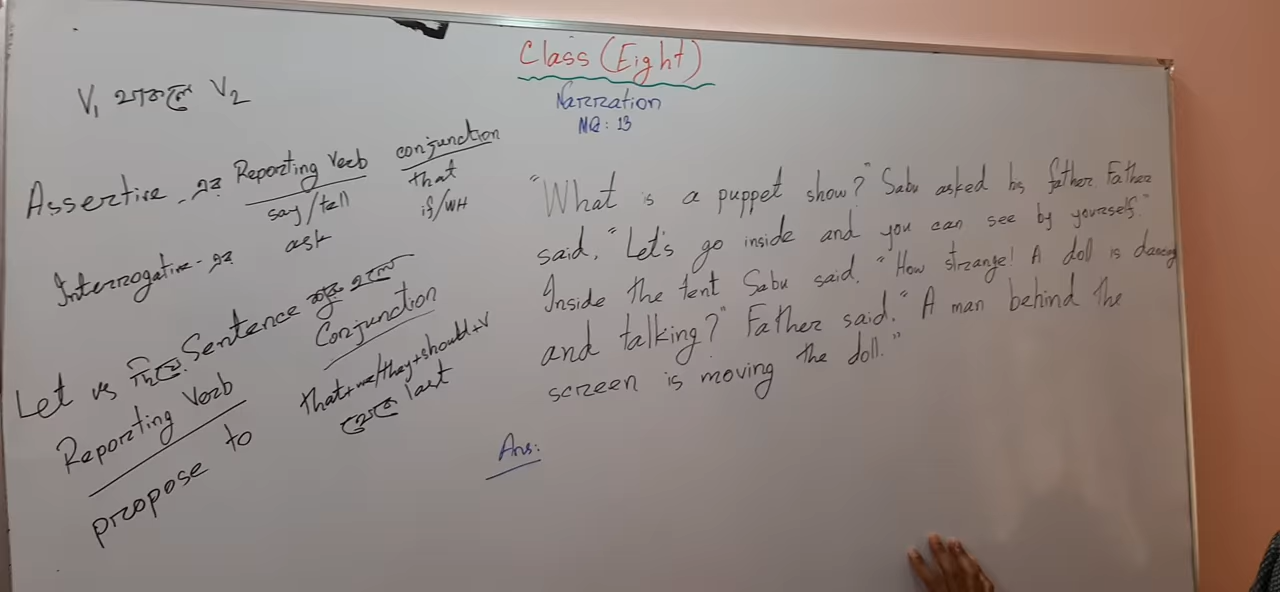 Class (Eight)
Narration
MQ: 13
V₁ থাকলে V₂
Assertive - এর Reporting Verb conjunction
say/tell that
Interrogative - এর ask if/WH
Let us দিয়ে Sentence শুরু হলে
Reporting Verb Conjunction
propose to that+we/they+should+V
থেকে last
"What is a puppet show?" Sabu asked his father. Father
said, "Let's go inside and you can see by yourself."
Inside the tent Sabu said, "How strange! A doll is dancing
and talking?" Father said, "A man behind the
screen is moving the doll."
Ans: